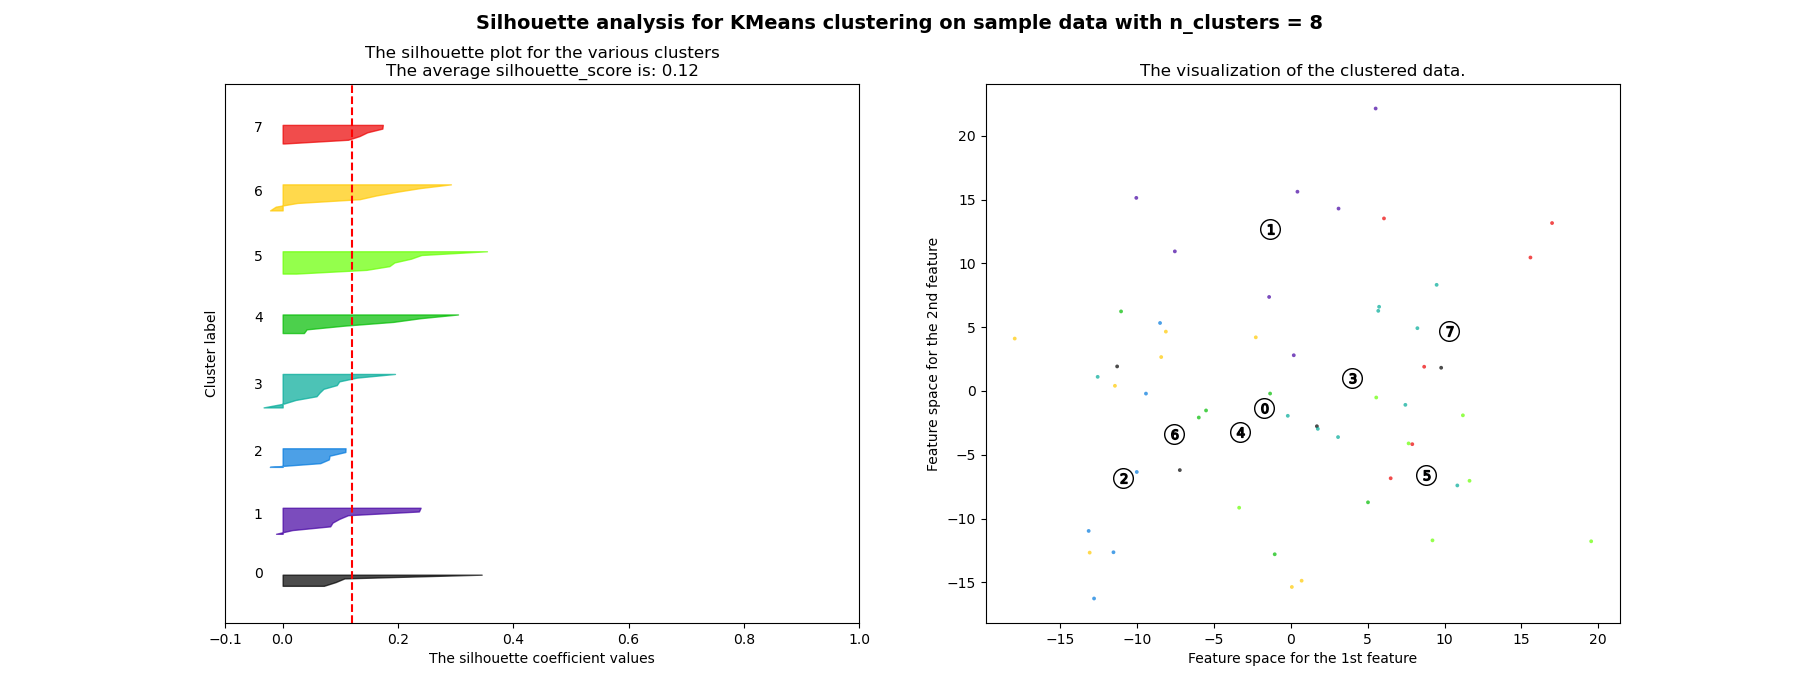 Silhouette analysis for KMeans clustering on sample data with n_clusters = 8
The silhouette plot for the various clusters
The average silhouette_score is: 0.12
Cluster label
7
6
5
4
3
2
1
0
−0.1 0.0 0.2 0.4 0.6 0.8 1.0
The silhouette coefficient values
The visualization of the clustered data.
Feature space for the 2nd feature
20
15
10
5
0
−5
−10
−15
1
7
3
0
4
6
5
2
−15 −10 −5 0 5 10 15 20
Feature space for the 1st feature